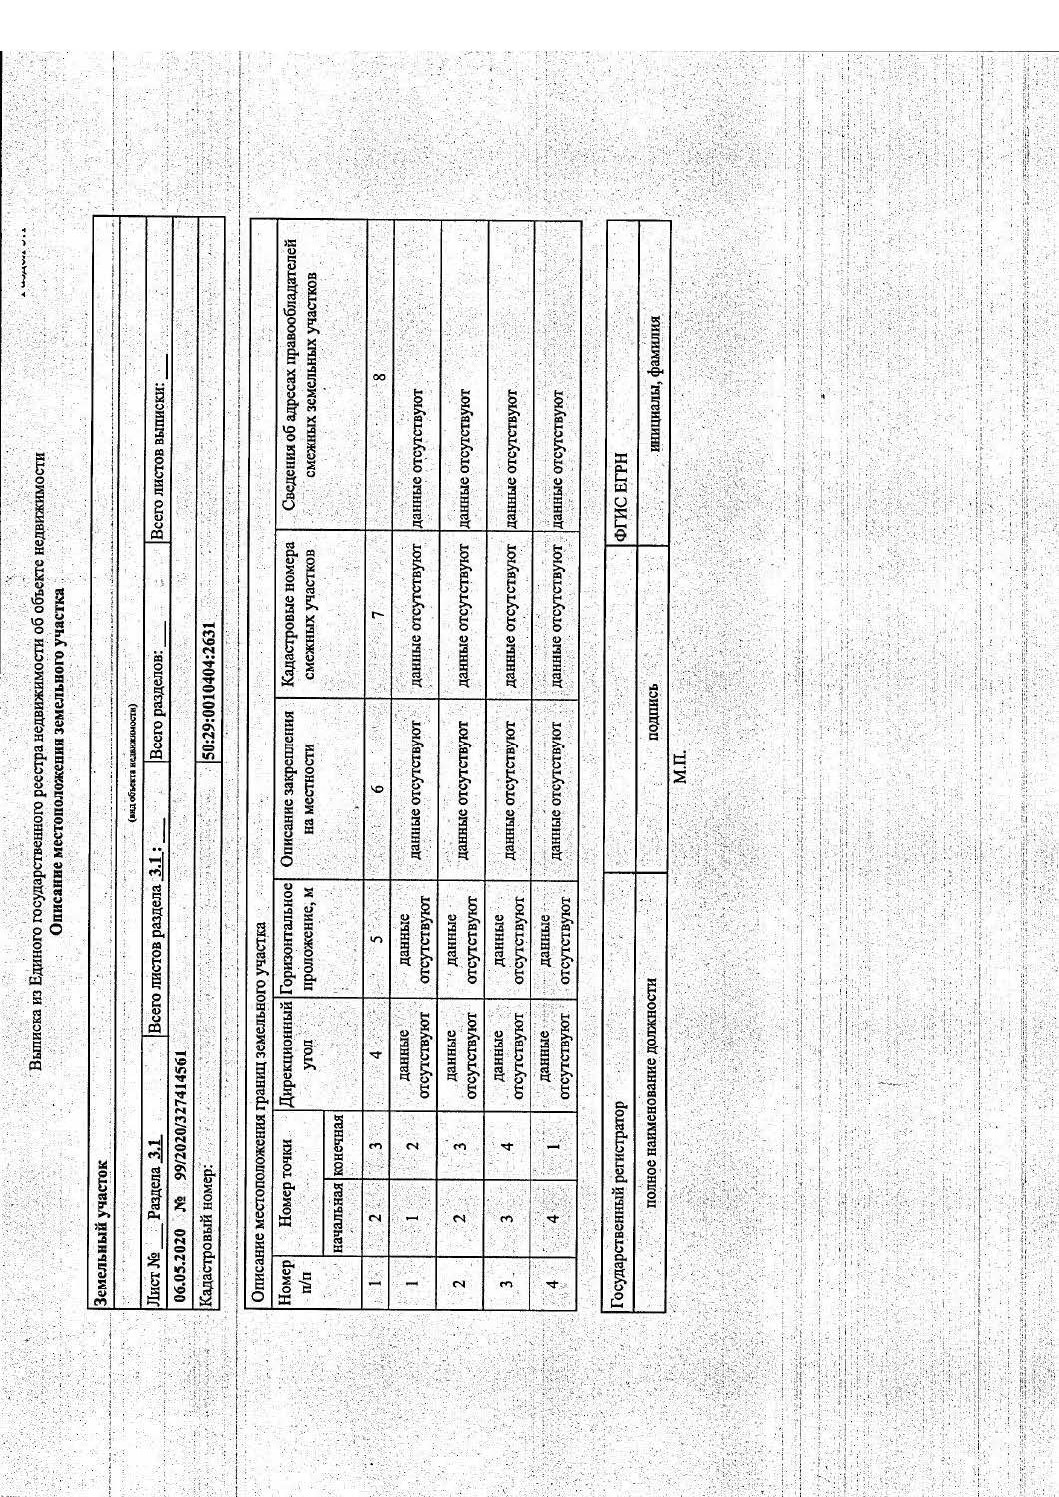 Выписка из Единого государственного реестра недвижимости об объекте недвижимости
Описание местоположения земельного участка
Земельный участок
(вид объекта недвижимости)
Лист № ___ Раздела 3.1 Всего листов раздела 3.1: ___ Всего разделов: ___ Всего листов выписки: ___
06.05.2020 № 99/2020/327414561
Кадастровый номер: 50:29:0010404:2631
Описание местоположения границ земельного участка
Номер п/п Номер точки Дирекционный угол Горизонтальное проложение, м Описание закрепления на местности Кадастровые номера смежных участков Сведения об адресах правообладателей смежных земельных участков
начальная конечная
1 2 3 4 5 6 7 8
1 1 2 данные отсутствуют данные отсутствуют данные отсутствуют данные отсутствуют данные отсутствуют
2 2 3 данные отсутствуют данные отсутствуют данные отсутствуют данные отсутствуют данные отсутствуют
3 3 4 данные отсутствуют данные отсутствуют данные отсутствуют данные отсутствуют данные отсутствуют
4 4 1 данные отсутствуют данные отсутствуют данные отсутствуют данные отсутствуют данные отсутствуют
Государственный регистратор ФГИС ЕГРН
полное наименование должности подпись инициалы, фамилия
М.П.